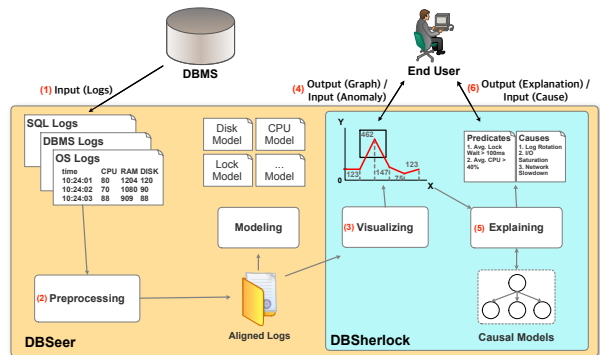 DBMS
End User
(1) Input (Logs)
(4) Output (Graph) /
Input (Anomaly)
(6) Output (Explanation) /
Input (Cause)
SQL Logs
DBMS Logs
OS Logs
time CPU RAM DISK
10:24:01 80 1204 120
10:24:02 70 1080 90
10:24:03 88 909 88
Disk
Model
CPU
Model
Lock
Model
...
Model
Y
462
123
147
75
123
0
X
Predicates
1. Avg. Lock
Wait > 100ms
2. Avg. CPU >
40%
Causes
1. Log Rotation
2. I/O
Saturation
3. Network
Slowdown
Modeling
(3) Visualizing
(5) Explaining
(2) Preprocessing
Aligned Logs
Causal Models
DBSeer
DBSherlock